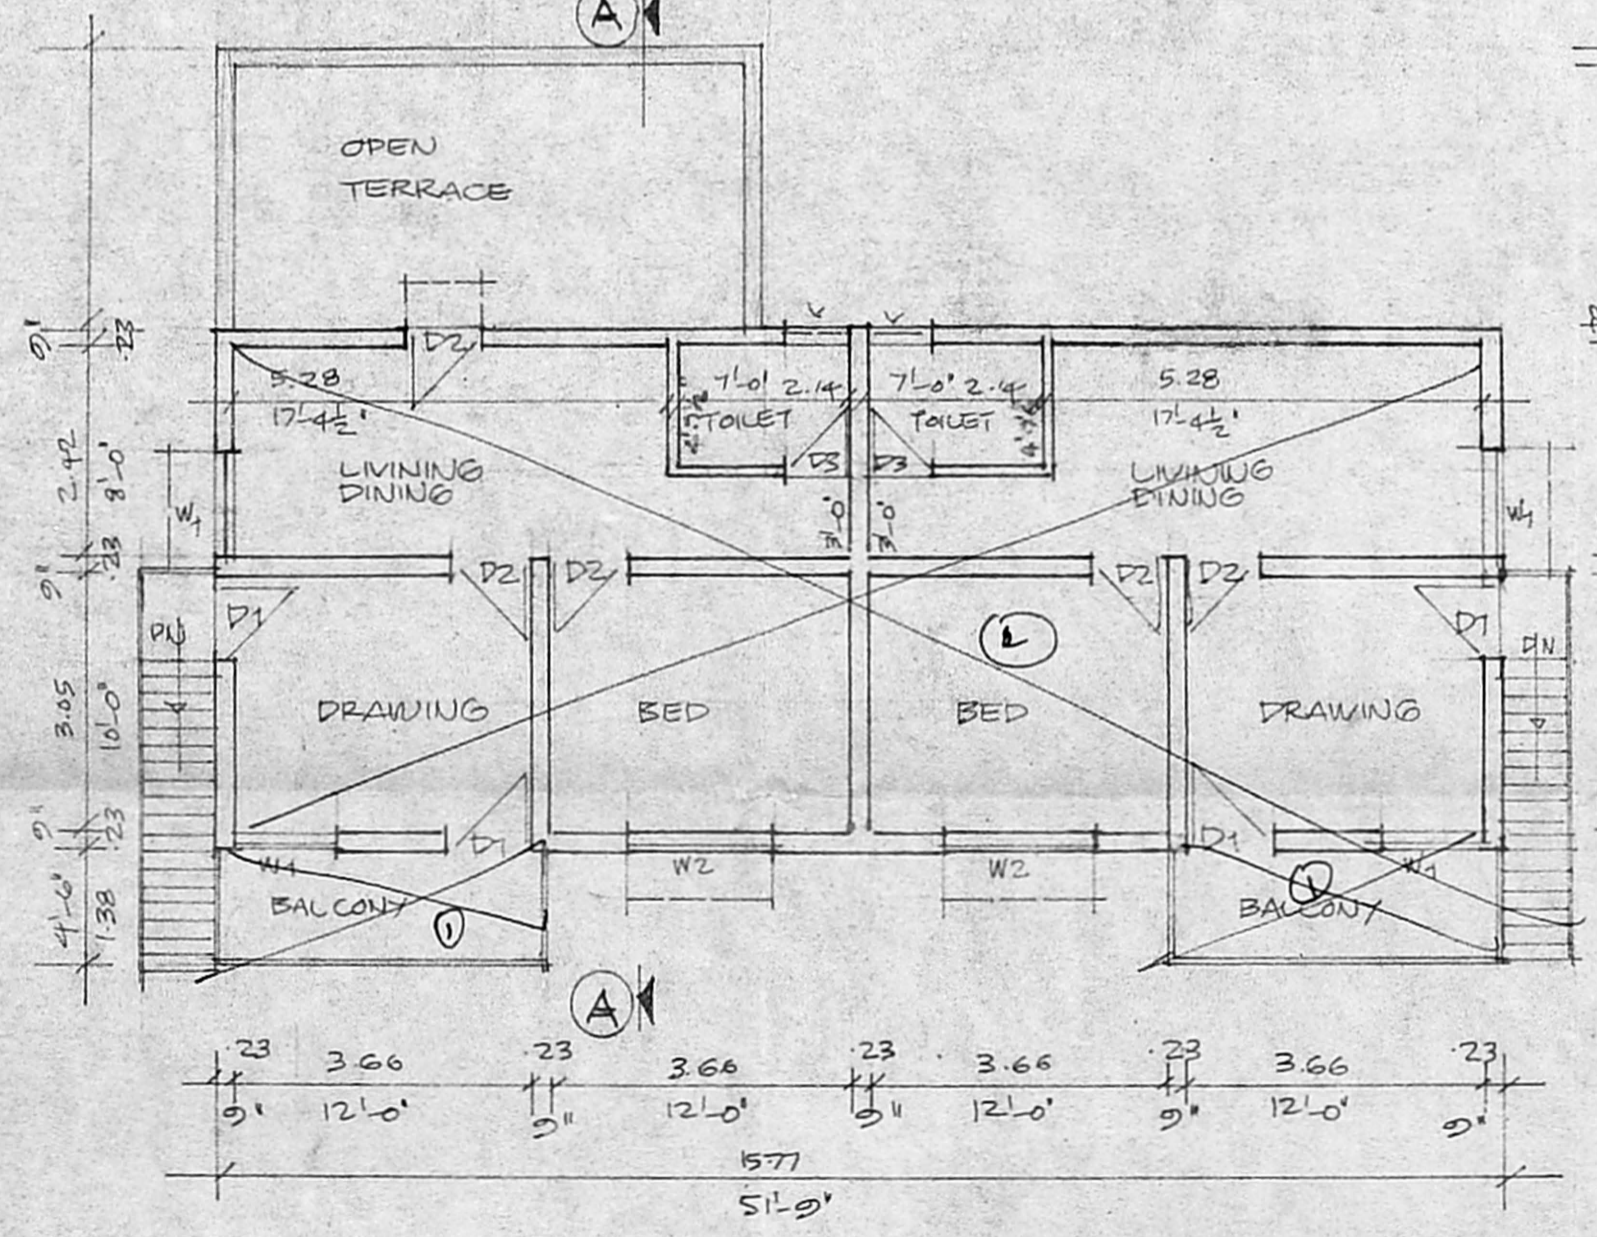 A
OPEN
TERRACE
9"
.23
D2
V
V
5.28
17'-4½"
7'-0" 2.14
TOILET
7'-0" 2.14
TOILET
5.28
17'-4½"
D3
D3
LIVINING
DINING
LIVINING
DINING
2.42
8'-0"
W1
W1
3'-0"
3'-0"
9"
.23
D2
D2
D2
D2
D1
D1
DN
DN
2
DRAWING
BED
BED
DRAWING
3.05
10'-0"
9"
.23
D1
D1
W1
W2
W2
W1
BALCONY
1
BALCONY
1
4'-6"
1.38
A
.23
3.66
.23
3.66
.23
3.66
.23
3.66
.23
9"
12'-0"
9"
12'-0"
9"
12'-0"
9"
12'-0"
9"
15.77
51'-9"